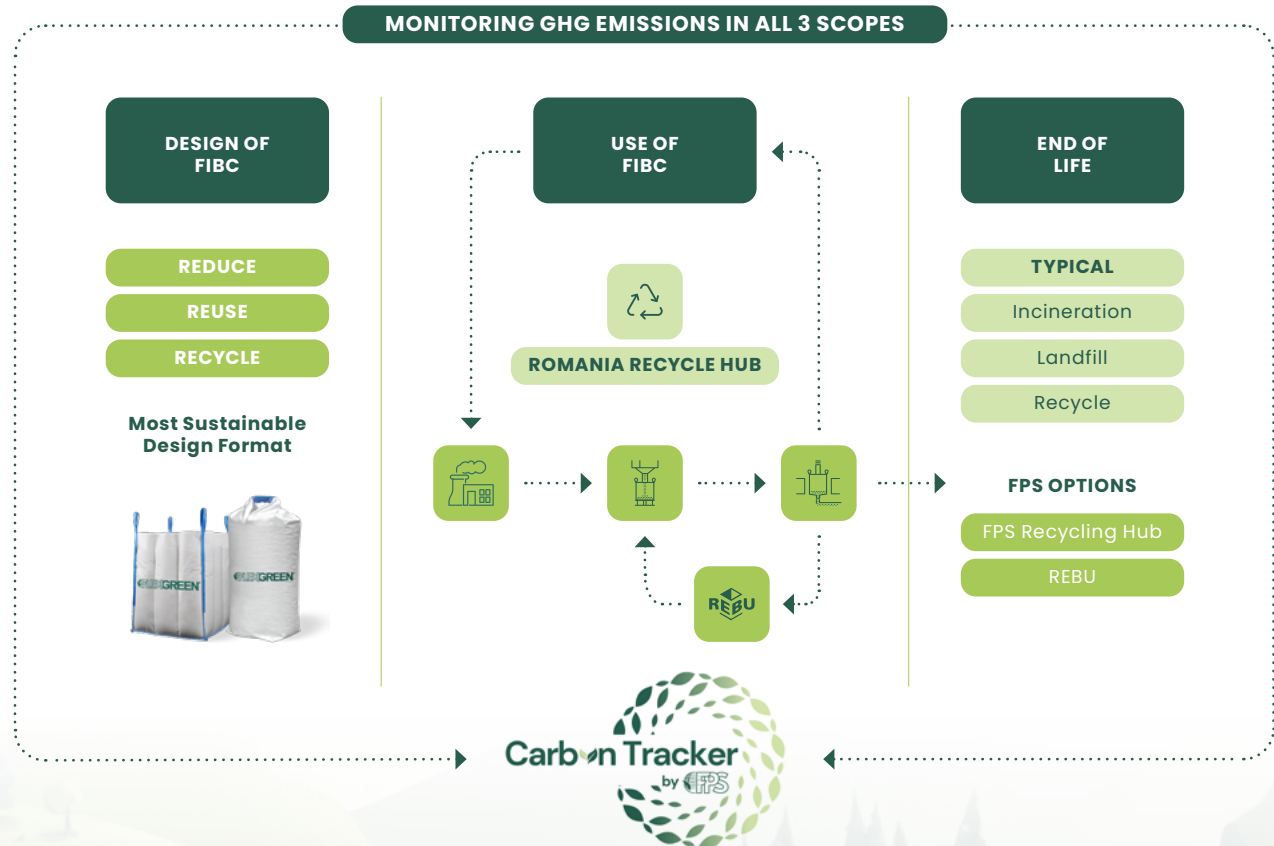 MONITORING GHG EMISSIONS IN ALL 3 SCOPES
DESIGN OF
FIBC
REDUCE
REUSE
RECYCLE
Most Sustainable
Design Format
USE OF
FIBC
ROMANIA RECYCLE HUB
REBU
END OF
LIFE
TYPICAL
Incineration
Landfill
Recycle
FPS OPTIONS
FPS Recycling Hub
REBU
Carbon Tracker
by FPS